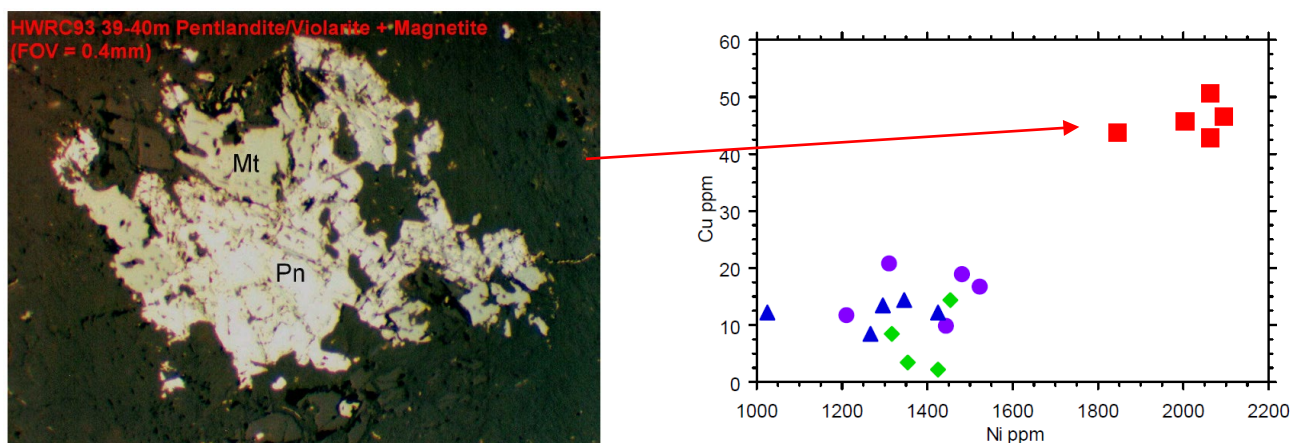 HWRC93 39-40m Pentlandite/Violarite + Magnetite
(FOV = 0.4mm)
Mt
Pn
60
50
40
30
20
10
0
Cu ppm
1000 1200 1400 1600 1800 2000 2200
Ni ppm